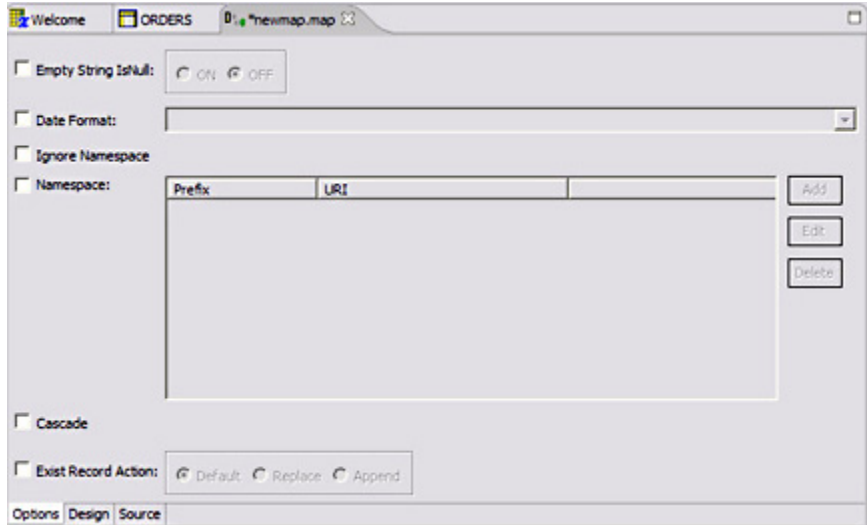 Welcome ORDERS *newmap.map
Empty String IsNull: ON OFF
Date Format:
Ignore Namespace
Namespace: Prefix URI Add
Edit
Delete
Cascade
Exist Record Action: Default Replace Append
Options Design Source